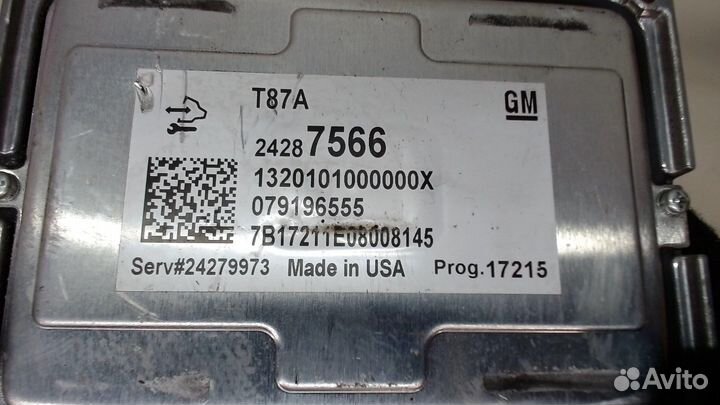 T87A
GM
24287566
1320101000000X
079196555
7B17211E08008145
Serv#24279973 Made in USA Prog.17215
Avito